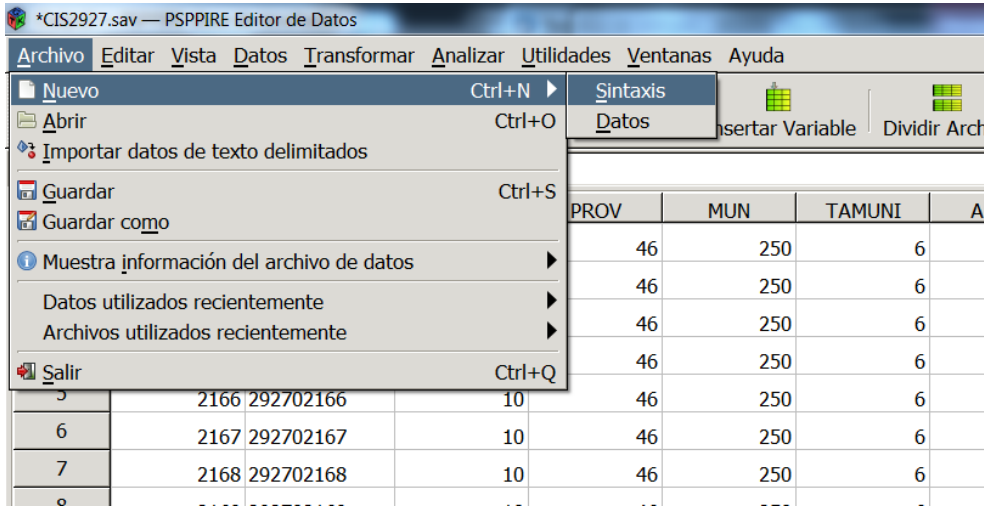 *CIS2927.sav — PSPPIRE Editor de Datos
Archivo Editar Vista Datos Transformar Analizar Utilidades Ventanas Ayuda
Nuevo Ctrl+N Sintaxis
Abrir Ctrl+O Datos
Variable Dividir
Importar datos de texto delimitados
Guardar Ctrl+S
Guardar como
PROV MUN TAMUNI
Muestra información del archivo de datos
46 250 6
Datos utilizados recientemente
46 250 6
Archivos utilizados recientemente
46 250 6
Salir Ctrl+Q
46 250 6
5 2166 292702166 10 46 250 6
6 2167 292702167 10 46 250 6
7 2168 292702168 10 46 250 6